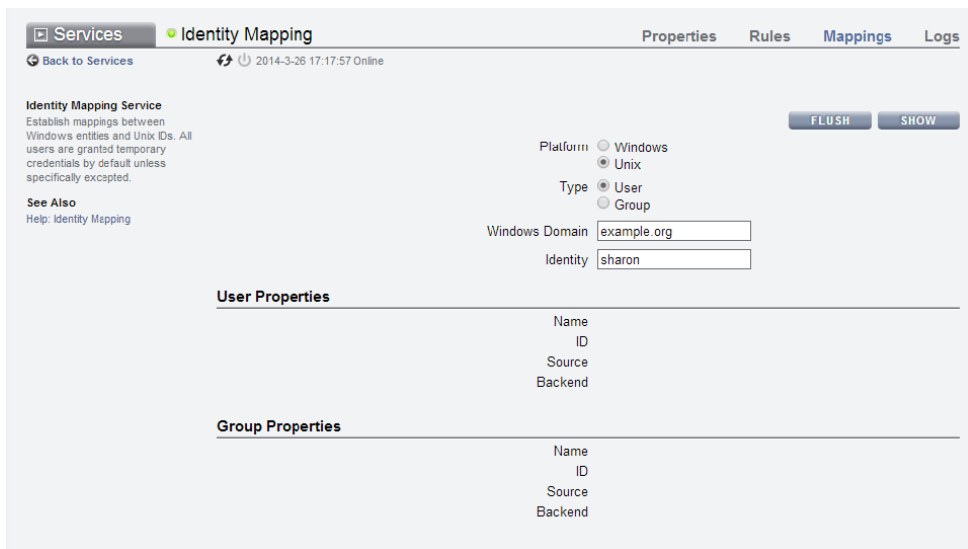 Services
Identity Mapping
Properties Rules Mappings Logs
Back to Services
2014-3-26 17:17:57 Online
Identity Mapping Service
Establish mappings between
Windows entities and Unix IDs. All
users are granted temporary
credentials by default unless
specifically excepted.
See Also
Help: Identity Mapping
FLUSH SHOW
Platform Windows
Unix
Type User
Group
Windows Domain example.org
Identity sharon
User Properties
Name
ID
Source
Backend
Group Properties
Name
ID
Source
Backend